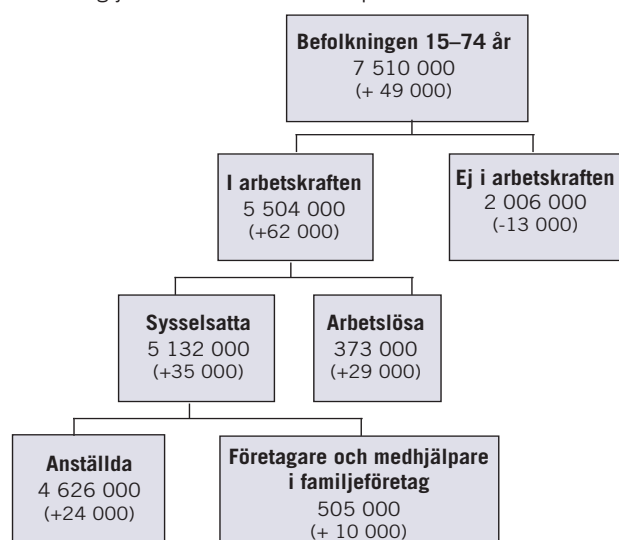 Befolkningen 15–74 år
7 510 000
(+ 49 000)
I arbetskraften
5 504 000
(+62 000)
Ej i arbetskraften
2 006 000
(-13 000)
Sysselsatta
5 132 000
(+35 000)
Arbetslösa
373 000
(+29 000)
Anställda
4 626 000
(+24 000)
Företagare och medhjälpare
i familjeföretag
505 000
(+ 10 000)